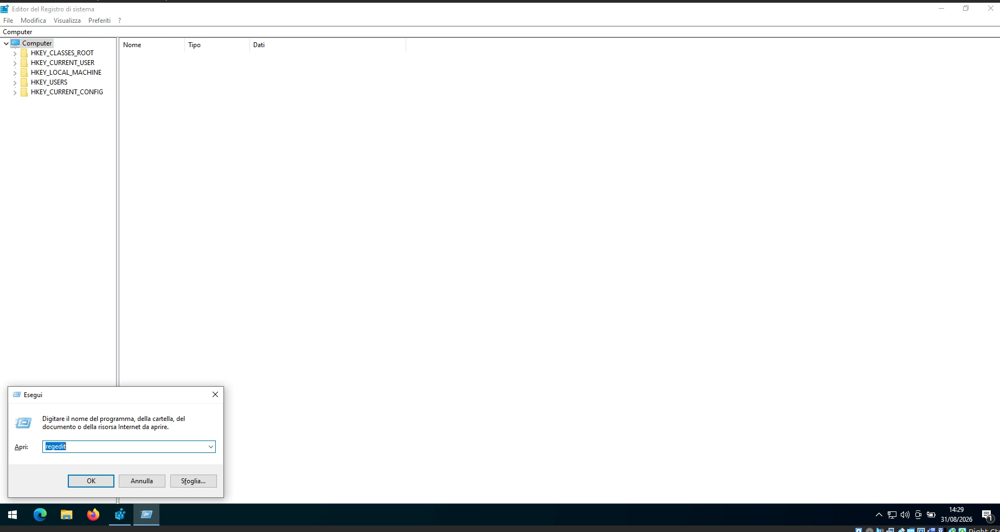 Editor del Registro di sistema
File Modifica Visualizza Preferiti ?
Computer
Computer
HKEY_CLASSES_ROOT
HKEY_CURRENT_USER
HKEY_LOCAL_MACHINE
HKEY_USERS
HKEY_CURRENT_CONFIG
Nome Tipo Dati
Esegui
Digitare il nome del programma, della cartella, del
documento o della risorsa Internet da aprire.
Apri: regedit
OK Annulla Sfoglia...
14:29
31/08/2026
1
Right